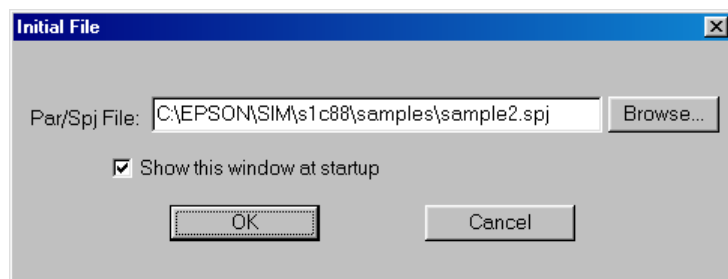 Initial File
Par/Spj File: C:\EPSON\SIM\s1c88\samples\sample2.spj Browse...
Show this window at startup
OK Cancel